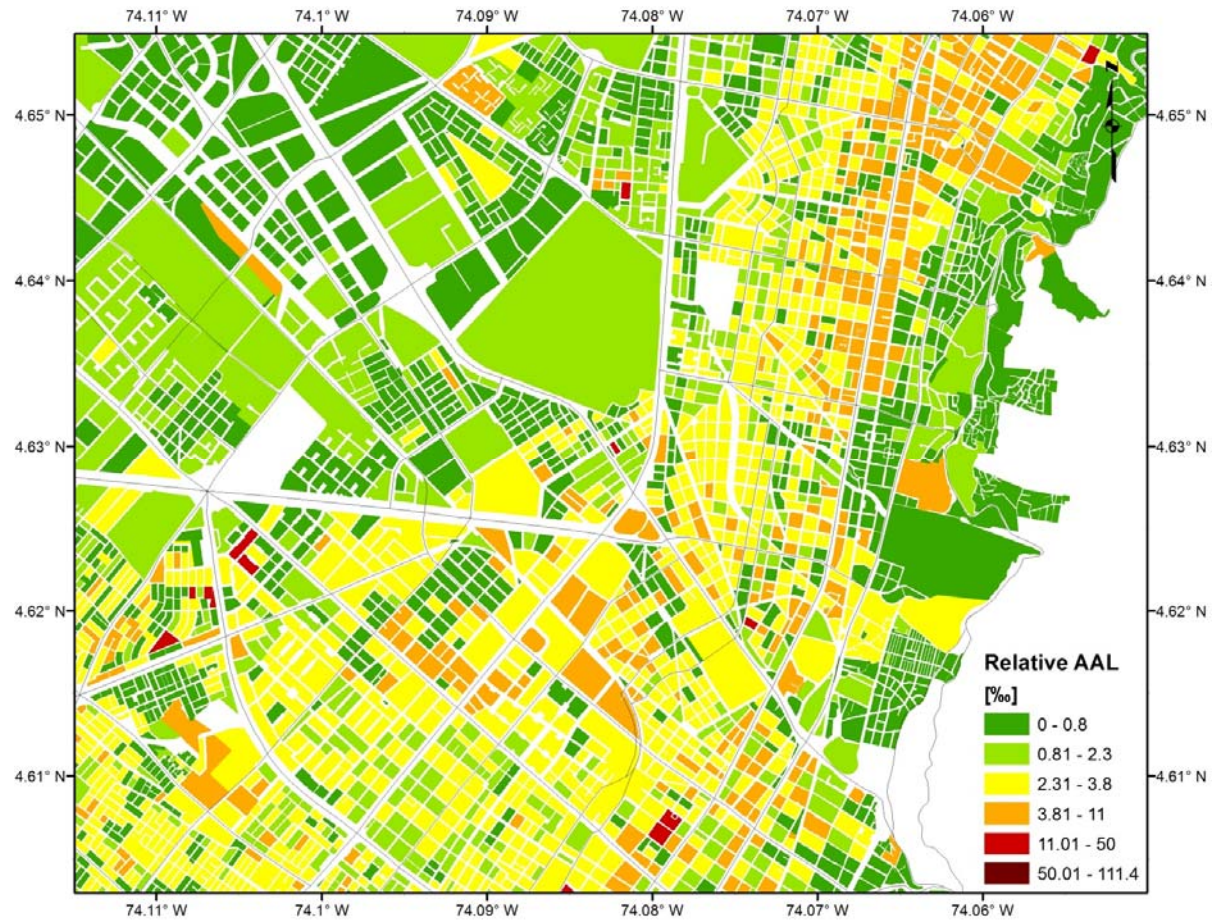 74.11° W 74.1° W 74.09° W 74.08° W 74.07° W 74.06° W
4.65° N 4.65° N
4.64° N 4.64° N
4.63° N 4.63° N
4.62° N 4.62° N
Relative AAL
[‰]
0 - 0.8
0.81 - 2.3
4.61° N 2.31 - 3.8 4.61° N
3.81 - 11
11.01 - 50
50.01 - 111.4
74.11° W 74.1° W 74.09° W 74.08° W 74.07° W 74.06° W